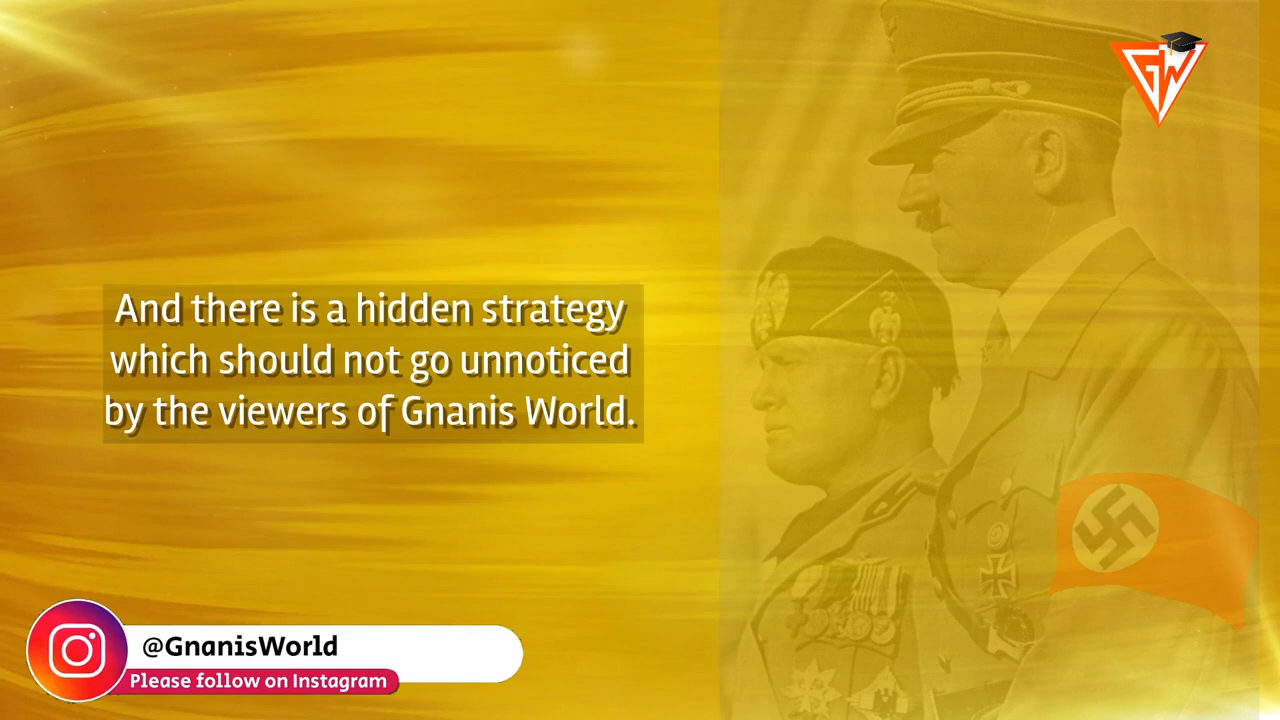 GW
And there is a hidden strategy
which should not go unnoticed
by the viewers of Gnanis World.
@GnanisWorld
Please follow on Instagram